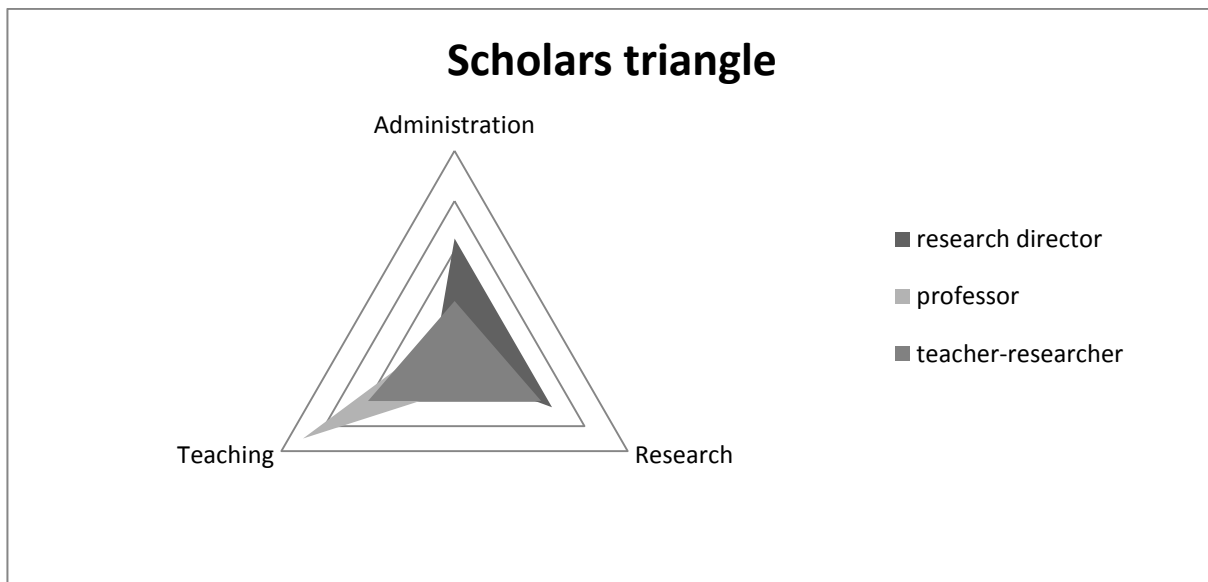 Scholars triangle
Administration
Teaching
Research
research director
professor
teacher-researcher